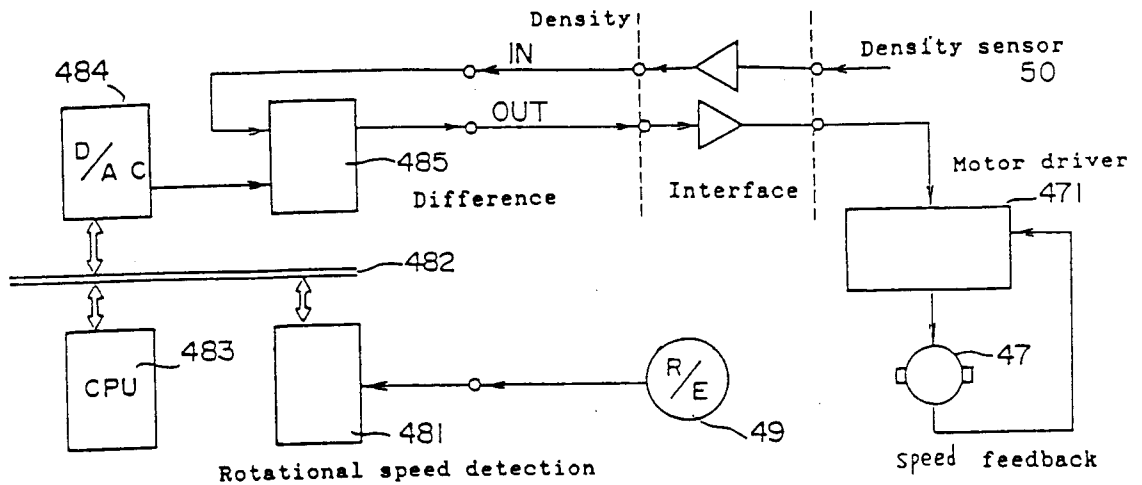 Density
IN
Density sensor
50
484
D/A C
OUT
485
Difference
Interface
Motor driver
471
482
CPU
483
481
R/E
49
47
Rotational speed detection
speed feedback